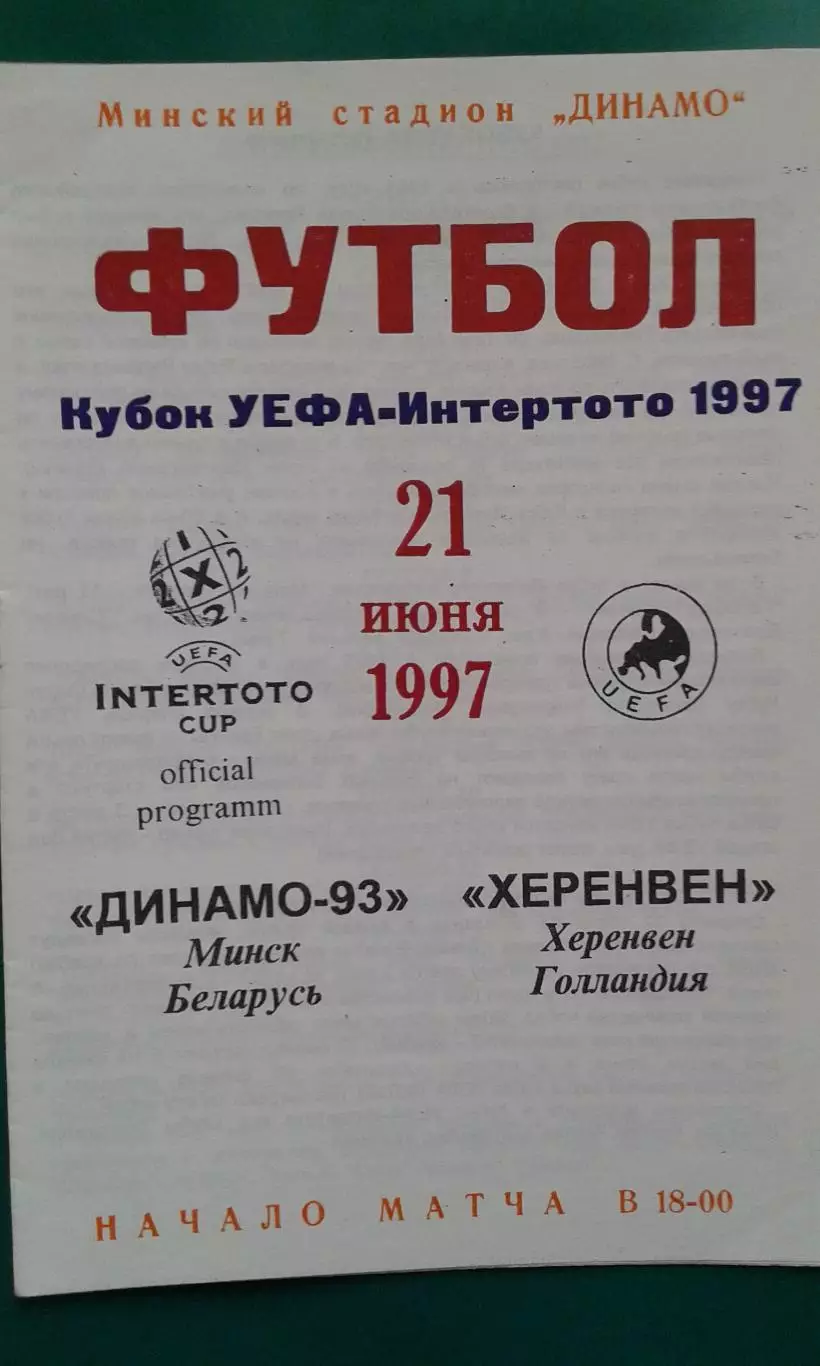 Минский стадион „ДИНАМО“
ФУТБОЛ
Кубок УЕФА-Интертото 1997
21
июня
1997
1
2 X 2
2
UEFA
INTERTOTO
CUP
official
programm
UEFA
«ДИНАМО-93»
Минск
Беларусь
«ХЕРЕНВЕН»
Херенвен
Голландия
НАЧАЛО МАТЧА В 18-00